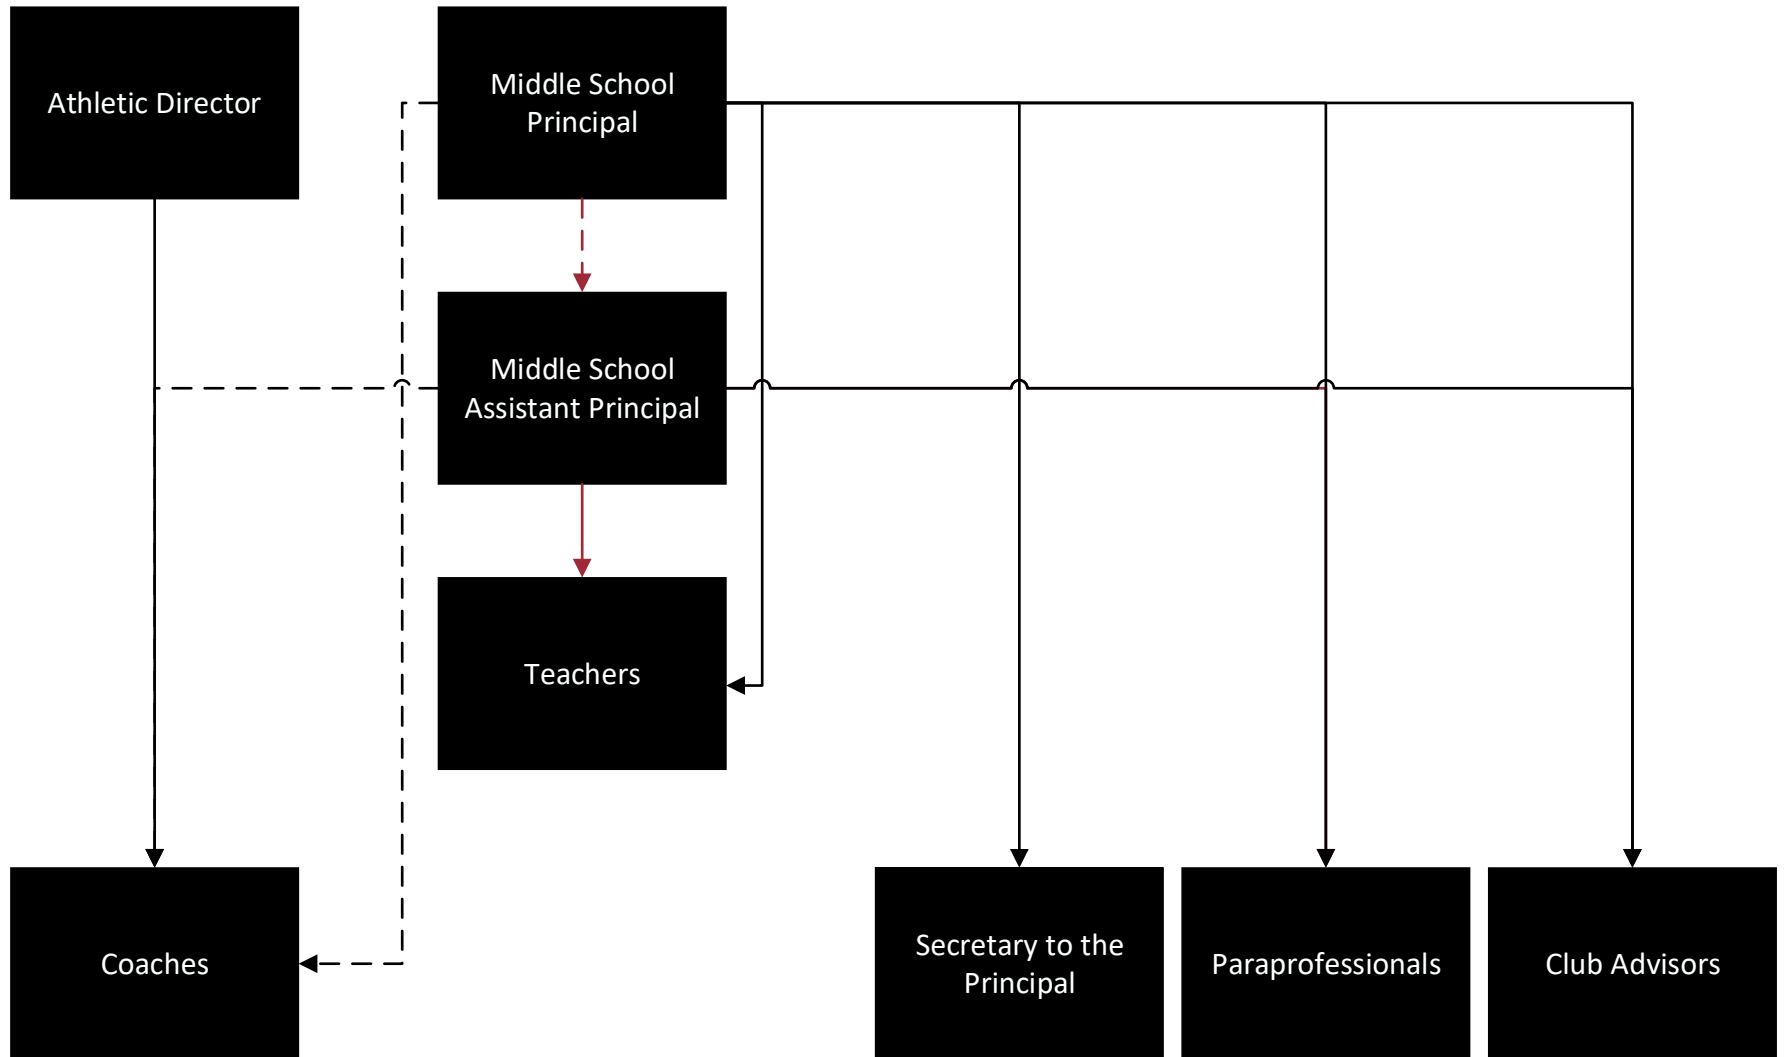 Athletic Director
Middle School
Principal
Middle School
Assistant Principal
Teachers
Coaches
Secretary to the
Principal
Paraprofessionals
Club Advisors